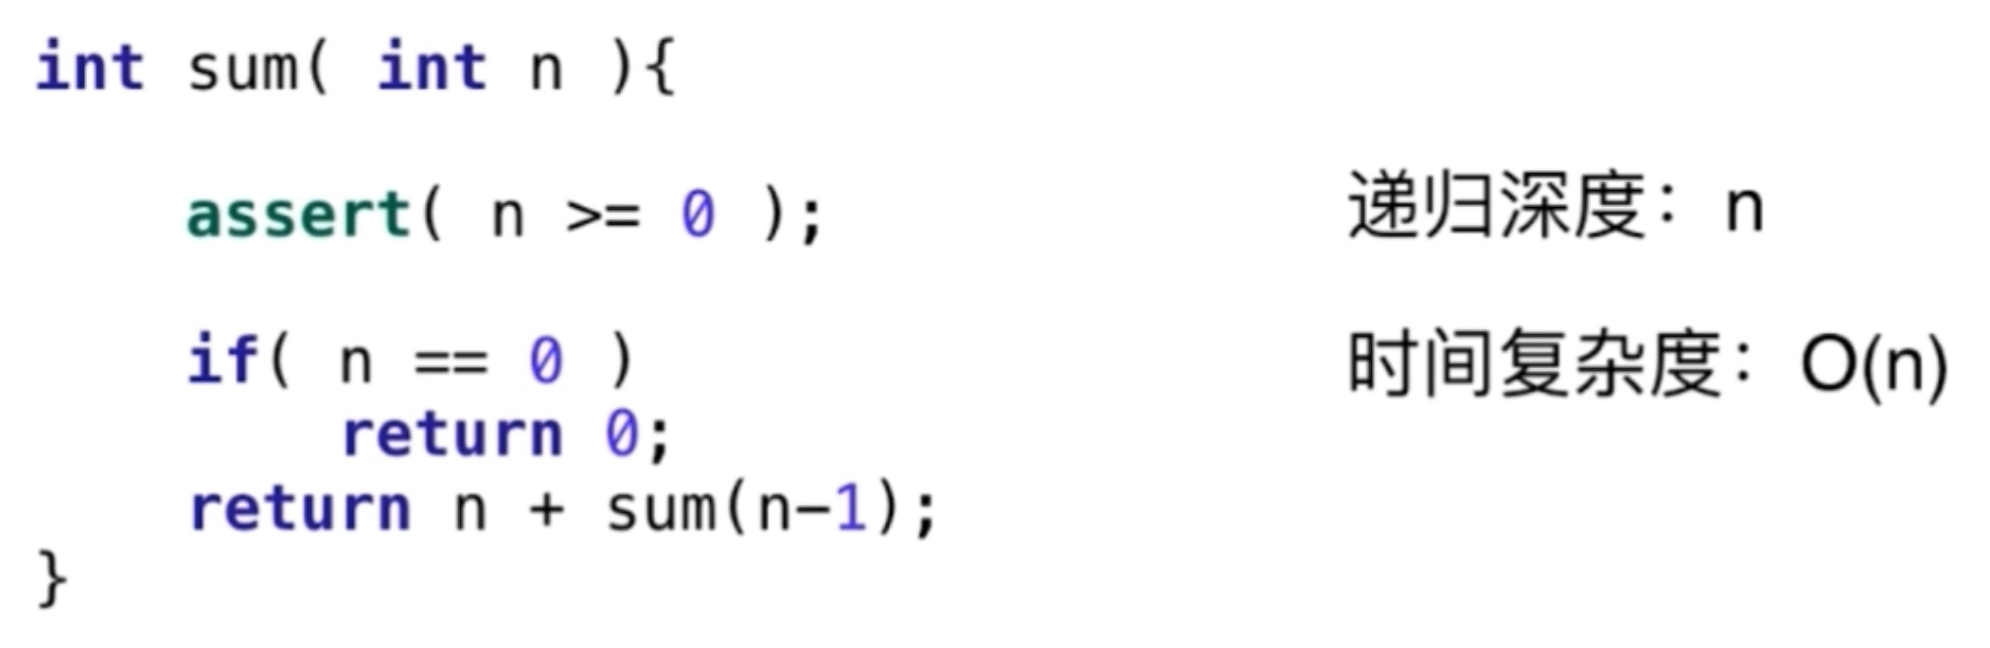 int sum( int n ){
assert( n >= 0 );
递归深度：n
if( n == 0 )
时间复杂度：O(n)
return 0;
return n + sum(n-1);
}